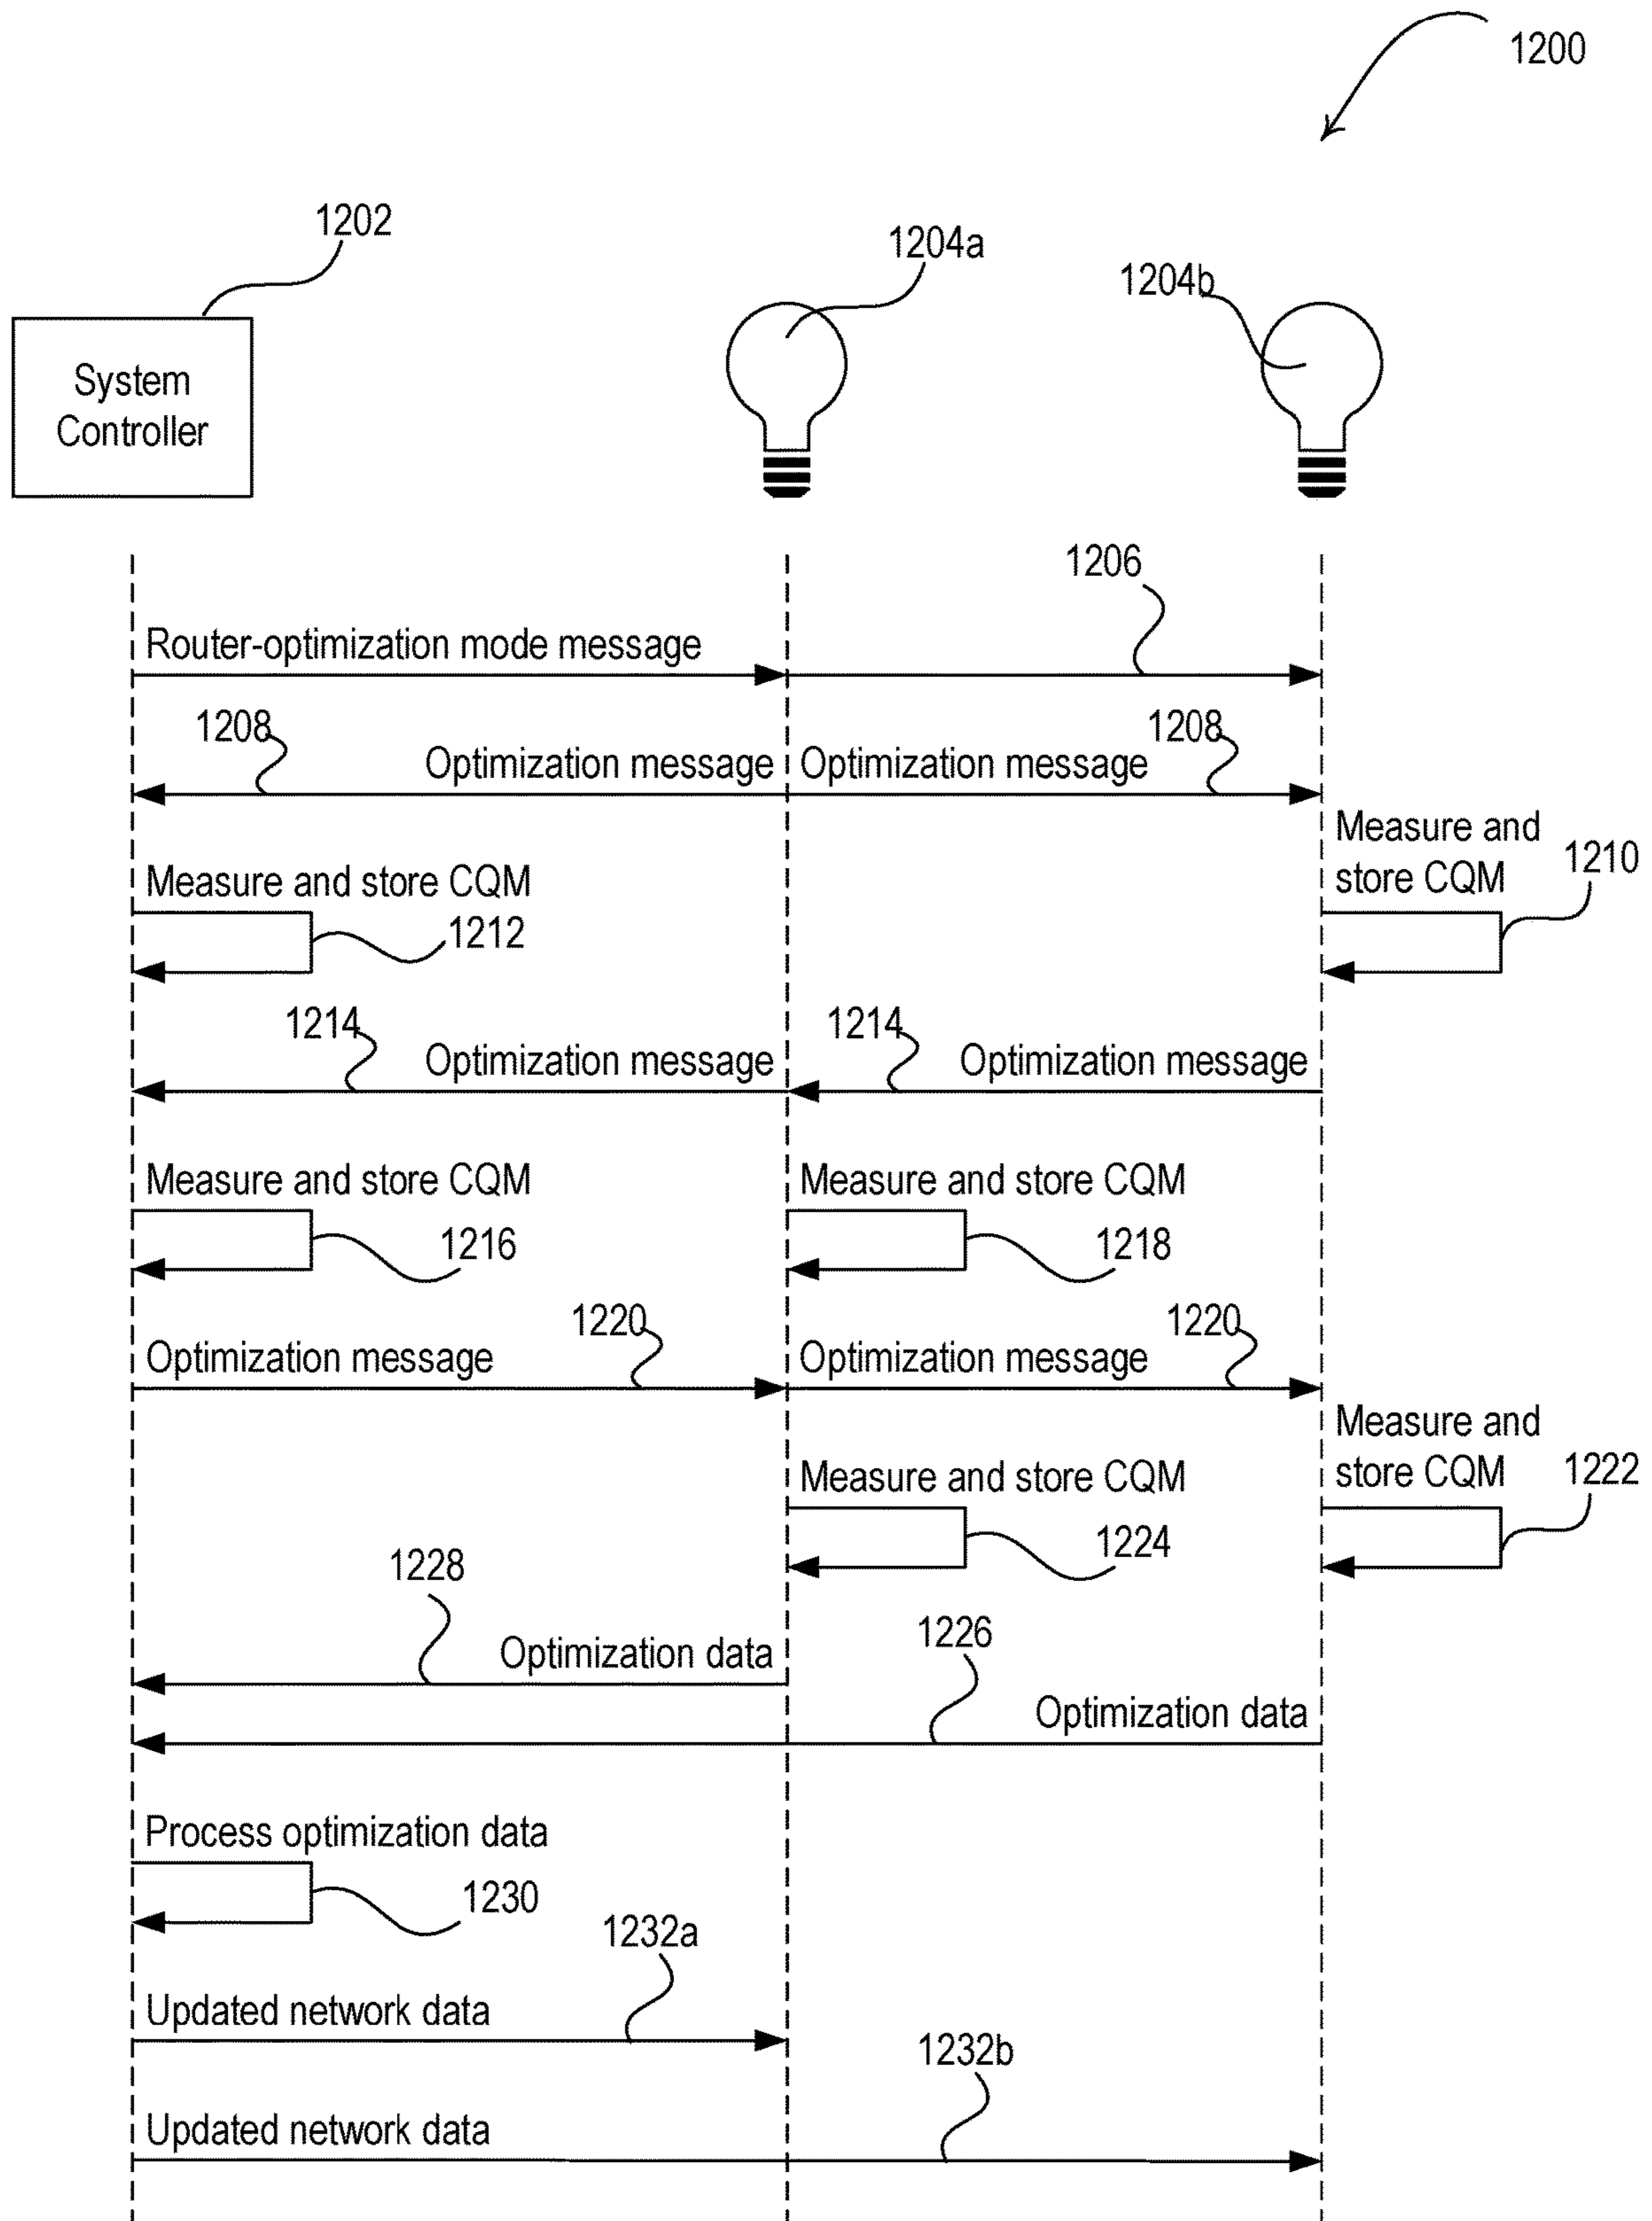 1200
1202
1204a
1204b
System
Controller
1206
Router-optimization mode message
1208
1208
Optimization message
Optimization message
Measure and
store CQM
1210
Measure and store CQM
1212
1214
1214
Optimization message
Optimization message
Measure and store CQM
Measure and store CQM
1216
1218
1220
1220
Optimization message
Optimization message
Measure and
store CQM
1222
Measure and store CQM
1224
1228
1226
Optimization data
Optimization data
Process optimization data
1230
1232a
Updated network data
1232b
Updated network data